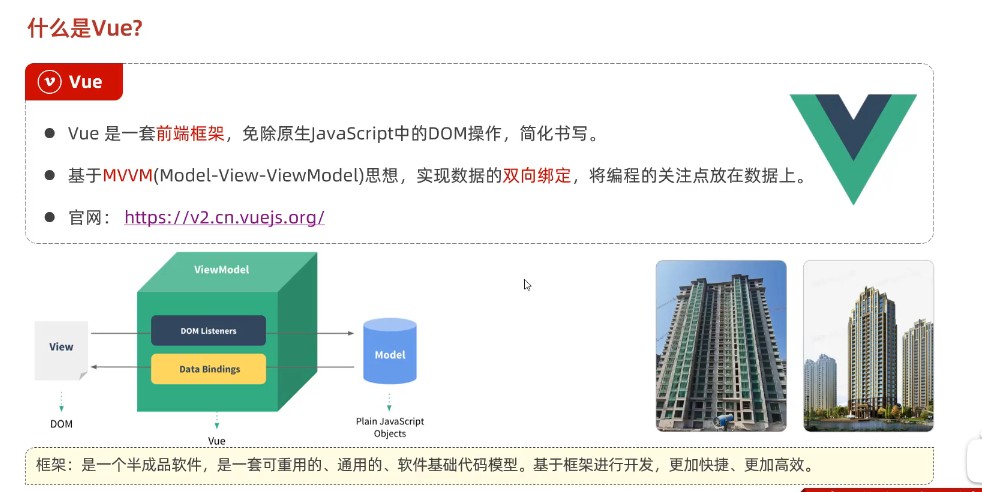 什么是Vue?
Vue
Vue 是一套前端框架，免除原生JavaScript中的DOM操作，简化书写。
基于MVVM(Model-View-ViewModel)思想，实现数据的双向绑定，将编程的关注点放在数据上。
官网： https://v2.cn.vuejs.org/
ViewModel
DOM Listeners
View
Model
Data Bindings
DOM
Plain JavaScript
Objects
Vue
框架：是一个半成品软件，是一套可重用的、通用的、软件基础代码模型。基于框架进行开发，更加快捷、更加高效。